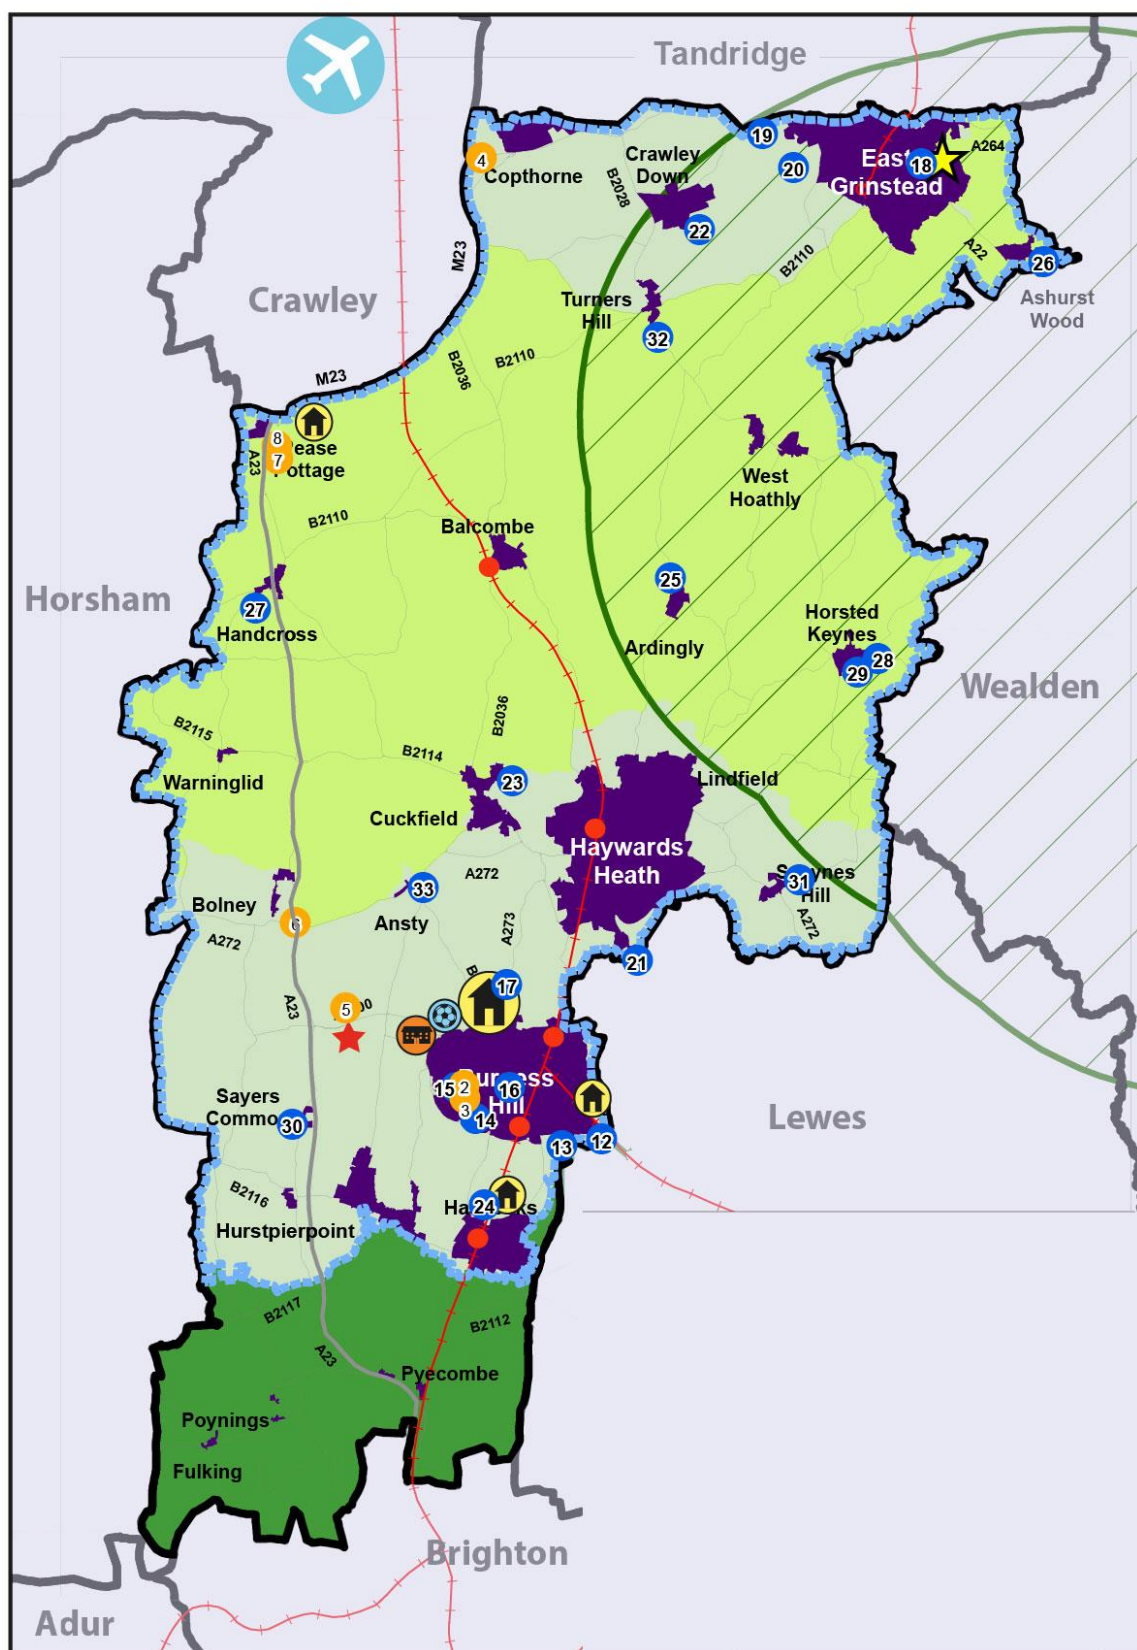 Tandridge
19
4
Crawley
Down
East
Grinstead
A264
18
20
Copthorne
B2028
22
M23
B2110
A22
26
Crawley
Turners
Hill
Ashurst
Wood
32
B2110
B2036
M23
8
7
Pottage
A23
West
Hoathly
B2110
Balcombe
25
Horsham
27
Handcross
Horsted
Keynes
Ardingly
28
29
Wealden
B2115
B2036
B2114
Warninglid
23
Lindfield
Cuckfield
Haywards
Heath
A272
33
31
Hill
Bolney
Ansty
6
A272
A273
A272
21
17
A23
5
Sayers
15
2
16
Hill
3
14
30
Lewes
12
13
B2116
24
Hurstpierpoint
B2117
B2112
A23
Pyecombe
Poynings
Fulking
Brighton
Adur